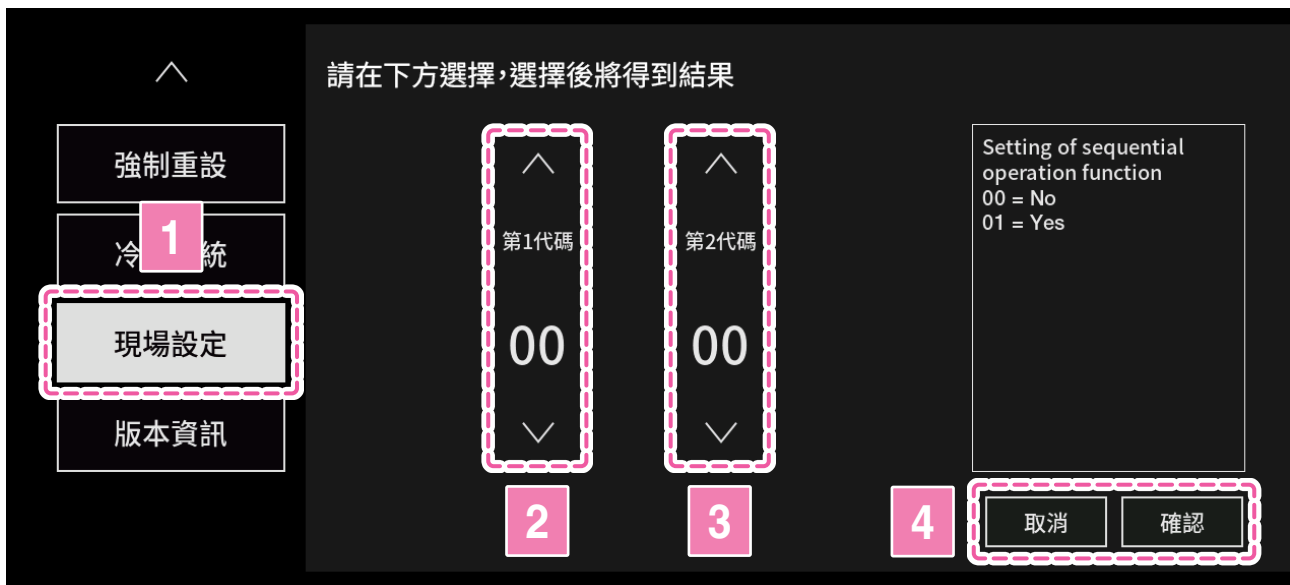 請在下方選擇,選擇後將得到結果
強制重設
1
冷 統
現場設定
版本資訊
第1代碼
00
2
第2代碼
00
3
Setting of sequential
operation function
00 = No
01 = Yes
4
取消
確認